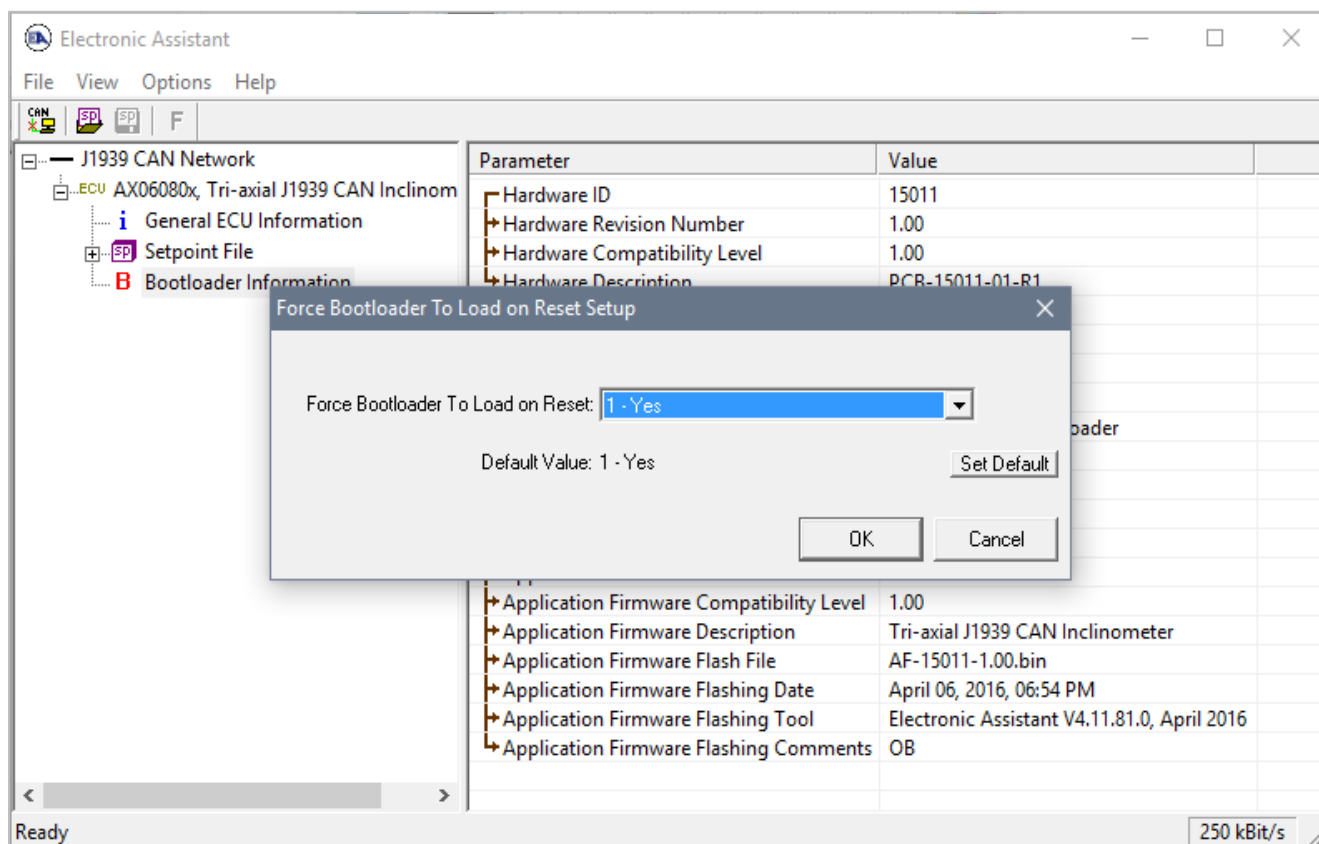 Electronic Assistant
File View Options Help
CAN SP SP F
J1939 CAN Network
ECU AX06080x, Tri-axial J1939 CAN Inclinom
i General ECU Information
SP Setpoint File
B Bootloader Information
Parameter Value
Hardware ID 15011
Hardware Revision Number 1.00
Hardware Compatibility Level 1.00
Hardware Description PCB-15011-01-R1
Force Bootloader To Load on Reset Setup
Force Bootloader To Load on Reset: 1 - Yes
oader
Default Value: 1 - Yes Set Default
OK Cancel
Application Firmware Compatibility Level 1.00
Application Firmware Description Tri-axial J1939 CAN Inclinometer
Application Firmware Flash File AF-15011-1.00.bin
Application Firmware Flashing Date April 06, 2016, 06:54 PM
Application Firmware Flashing Tool Electronic Assistant V4.11.81.0, April 2016
Application Firmware Flashing Comments OB
Ready 250 kBit/s